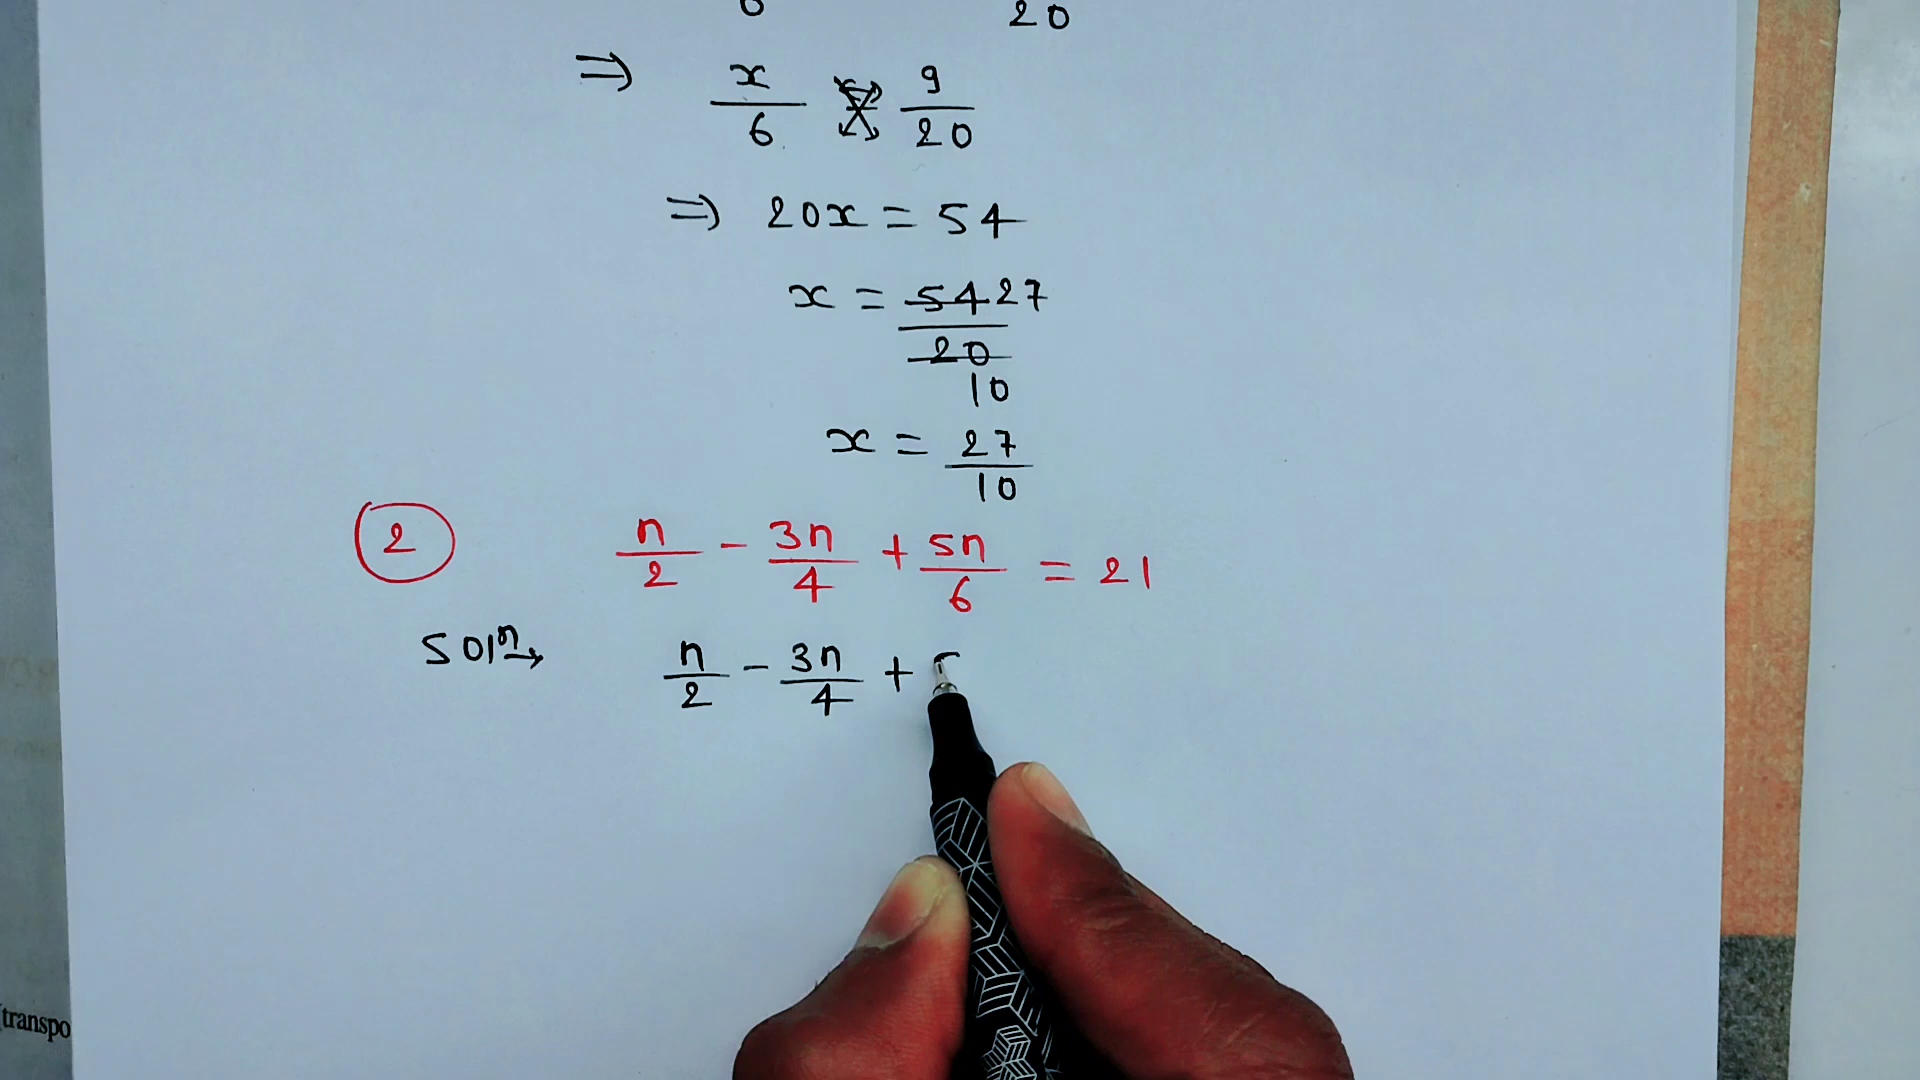 6 20
⇒ x/6 = 9/20
⇒ 20x = 54
x = 54/20 27/10
x = 27/10
2 n/2 - 3n/4 + 5n/6 = 21
Solⁿ→ n/2 - 3n/4 +
transpo